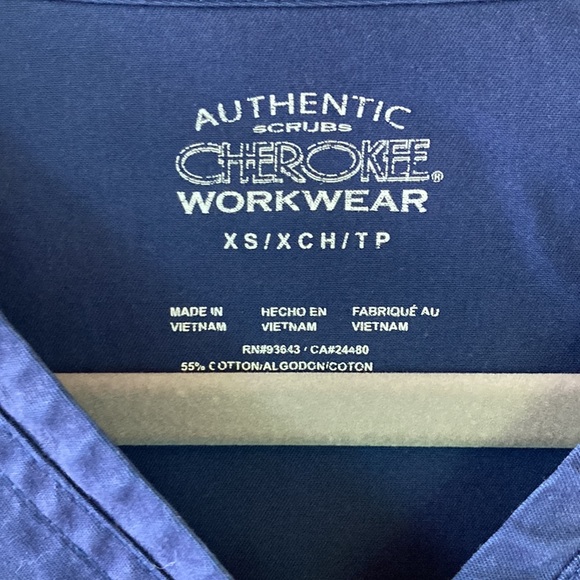 AUTHENTIC
SCRUBS
CHEROKEE®
WORKWEAR
XS/XCH/TP
MADE IN HECHO EN FABRIQUÉ AU
VIETNAM VIETNAM VIETNAM
RN#93643 / CA#24480
55% COTTON/ALGODON/COTON